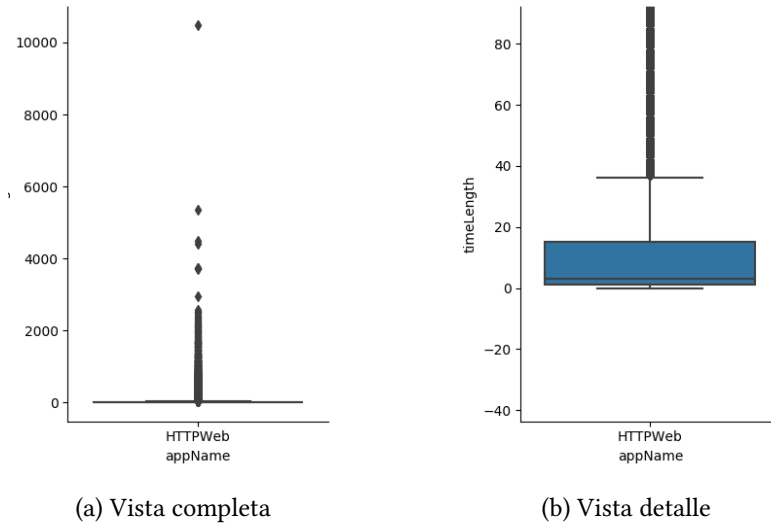 10000
8000
6000
4000
2000
0
HTTPWeb
appName
(a) Vista completa
80
60
40
20
0
−20
−40
timeLength
HTTPWeb
appName
(b) Vista detalle